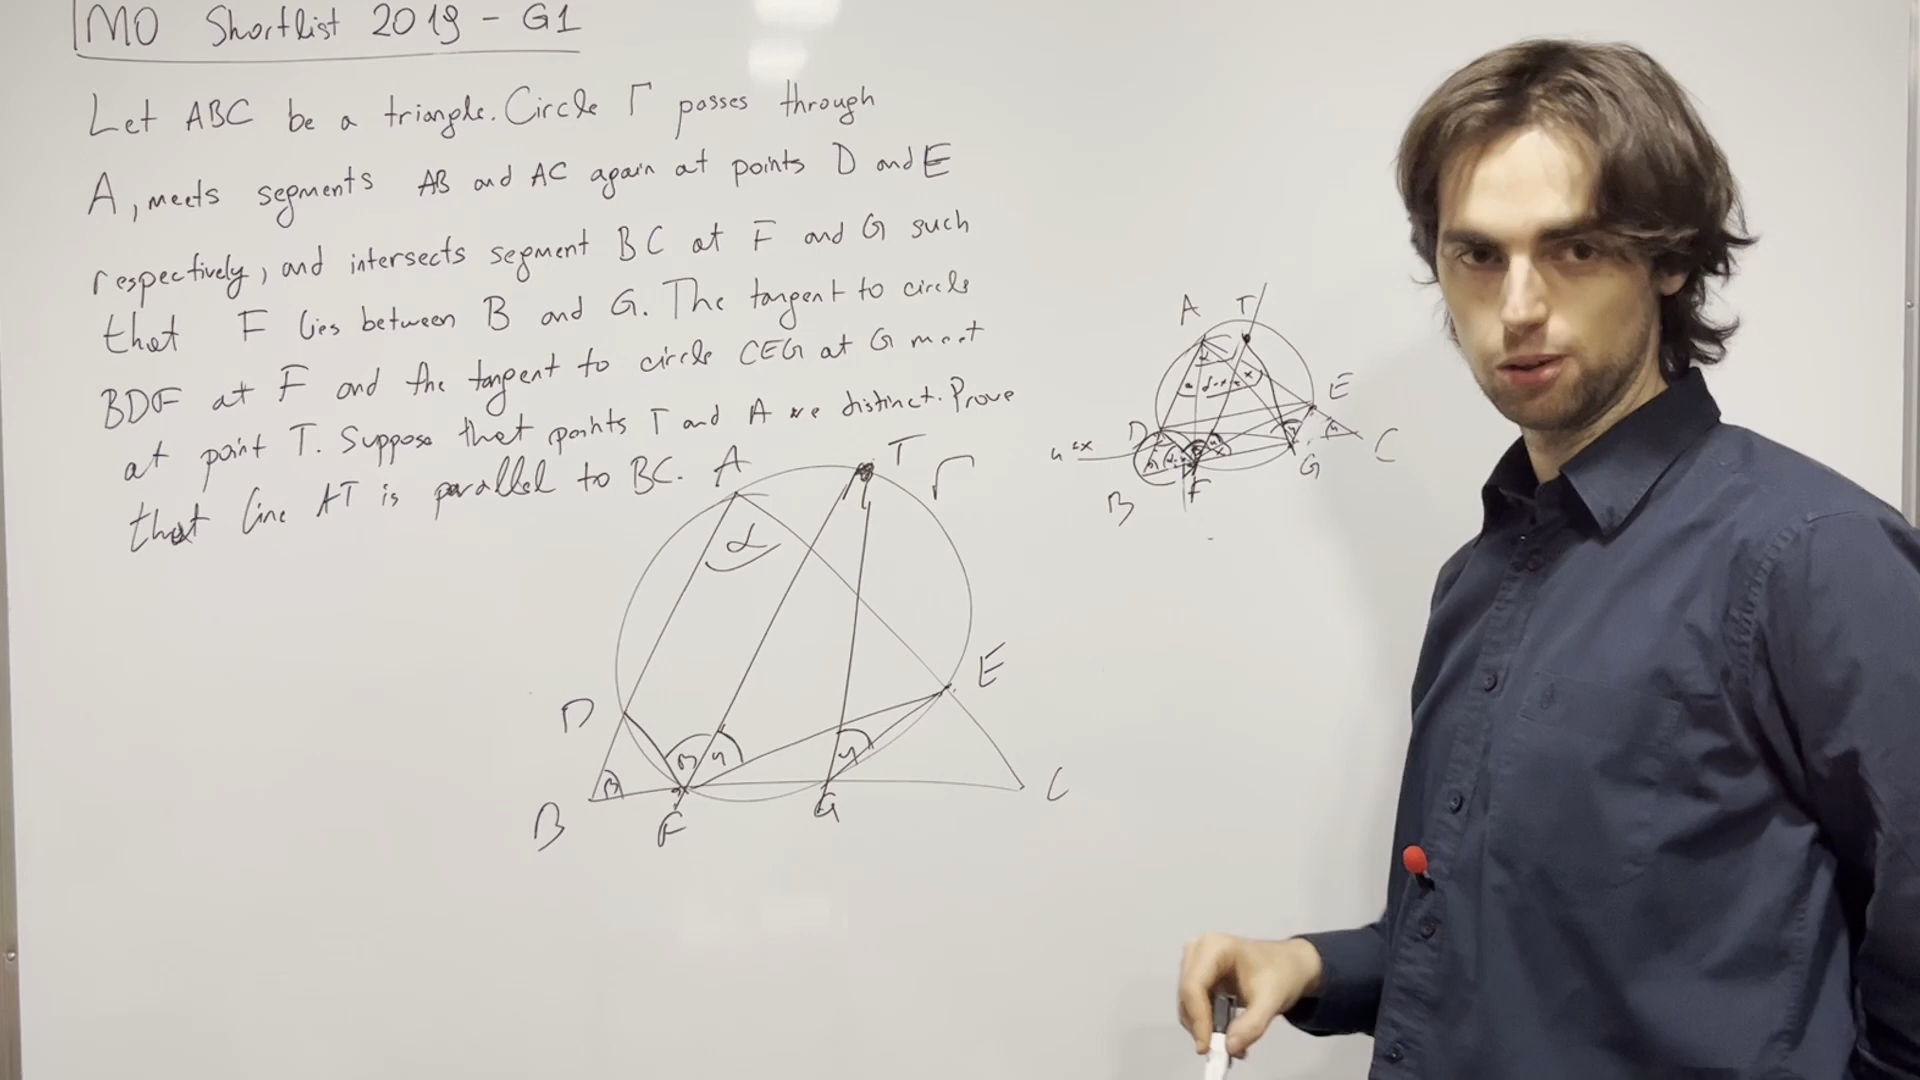 IMO Shortlist 2019 - G1
Let ABC be a triangle. Circle Γ passes through
A, meets segments AB and AC again at points D and E
respectively, and intersects segment BC at F and G such
that F lies between B and G. The tangent to circle
BDF at F and the tangent to circle CEG at G meet
at point T. Suppose that points T and A are distinct. Prove
that line AT is parallel to BC.
A T Γ
α
D E
β β y y
B F G C
A T
α
E
D
B F G C